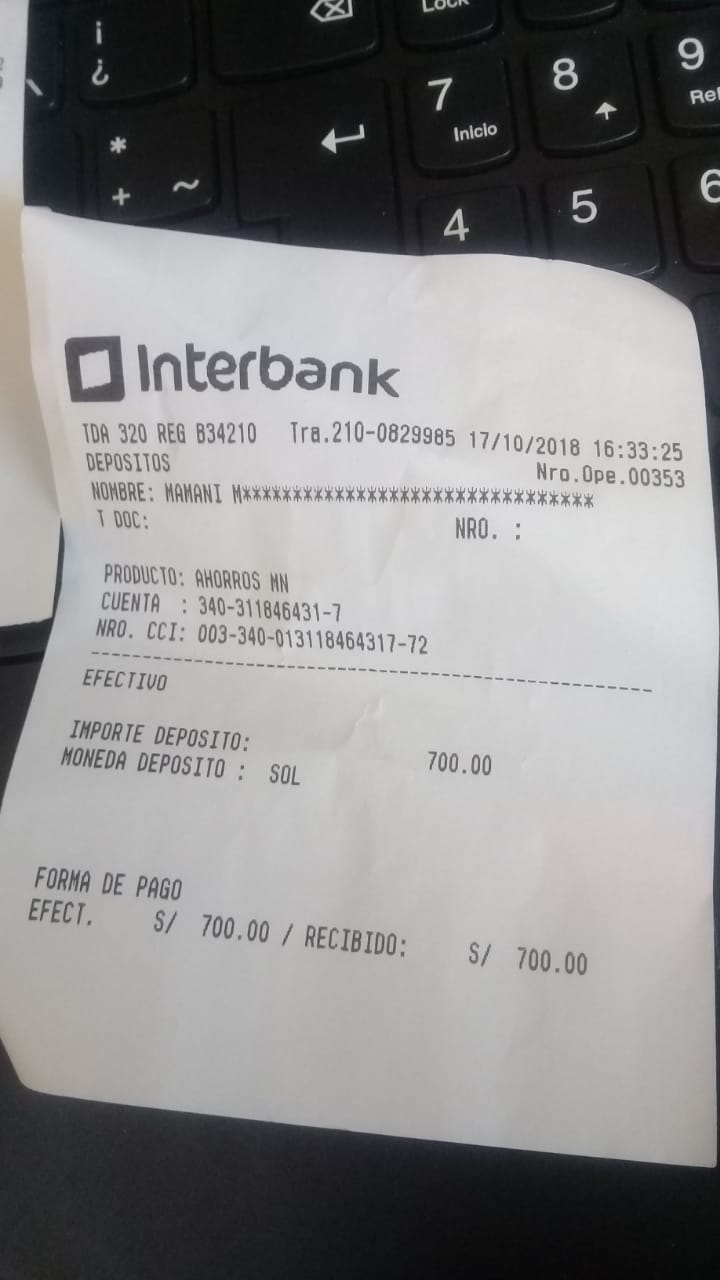 Lock
¡
¿
7
Inicio
8
9
*
+
~
4
5
6
Interbank
TDA 320 REG B34210 Tra.210-0829985 17/10/2018 16:33:25
DEPOSITOS Nro.Ope.00353
NOMBRE: MAMANI M**********************************
T DOC: NRO. :
PRODUCTO: AHORROS MN
CUENTA : 340-311846431-7
NRO. CCI: 003-340-013118464317-72
--------------------------------------------------
EFECTIVO
IMPORTE DEPOSITO: 700.00
MONEDA DEPOSITO : SOL
FORMA DE PAGO
EFECT. S/ 700.00 / RECIBIDO: S/ 700.00